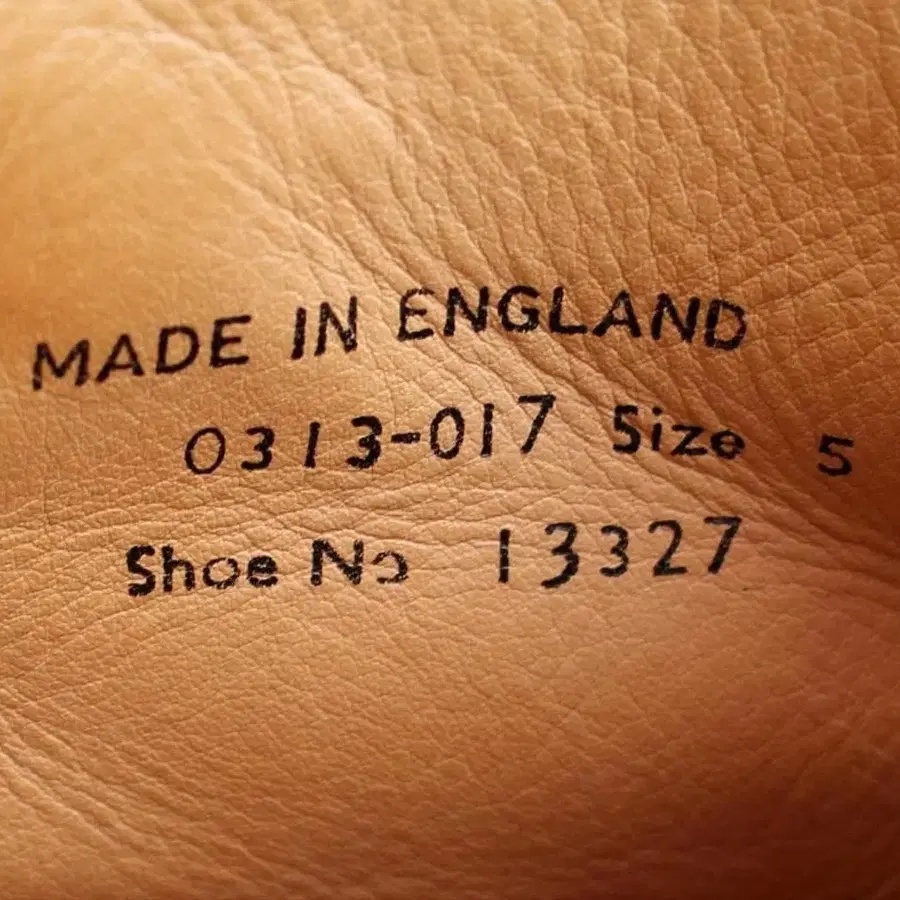 MADE IN ENGLAND
0313-017 Size 5
Shoe No 13327